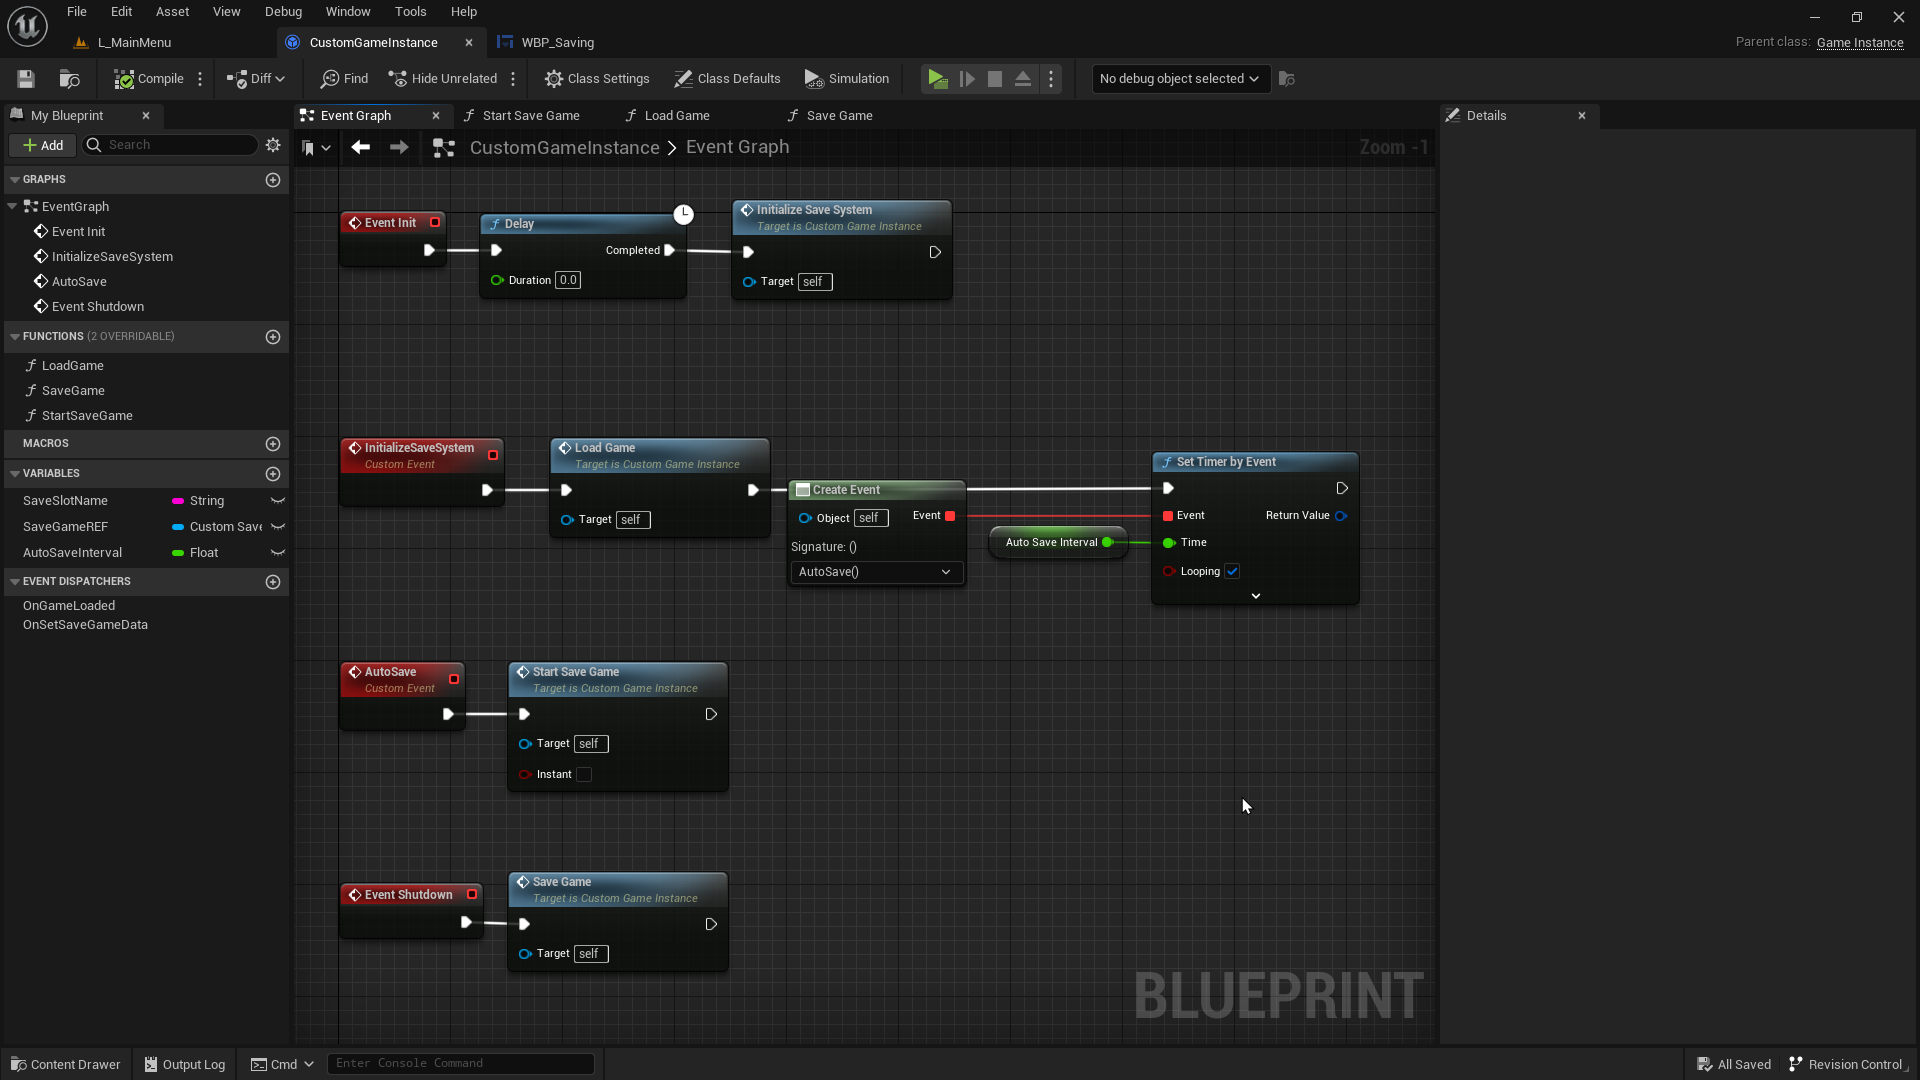 File Edit Asset View Debug Window Tools Help
L_MainMenu CustomGameInstance WBP_Saving
Parent class: Game Instance
Compile Diff Find Hide Unrelated Class Settings Class Defaults Simulation No debug object selected
My Blueprint
Add Search
GRAPHS
EventGraph
Event Init
InitializeSaveSystem
AutoSave
Event Shutdown
FUNCTIONS (2 OVERRIDABLE)
LoadGame
SaveGame
StartSaveGame
MACROS
VARIABLES
SaveSlotName String
SaveGameREF Custom Save
AutoSaveInterval Float
EVENT DISPATCHERS
OnGameLoaded
OnSetSaveGameData
Event Graph Start Save Game Load Game Save Game
CustomGameInstance > Event Graph
Zoom -1
Event Init
Delay
Completed
Duration 0.0
Initialize Save System
Target is Custom Game Instance
Target self
InitializeSaveSystem
Custom Event
Load Game
Target is Custom Game Instance
Target self
Create Event
Object self Event
Signature: ()
AutoSave()
Auto Save Interval
Set Timer by Event
Event Return Value
Time
Looping
AutoSave
Custom Event
Start Save Game
Target is Custom Game Instance
Target self
Instant
Event Shutdown
Save Game
Target is Custom Game Instance
Target self
BLUEPRINT
Details
Content Drawer Output Log Cmd Enter Console Command
All Saved Revision Control